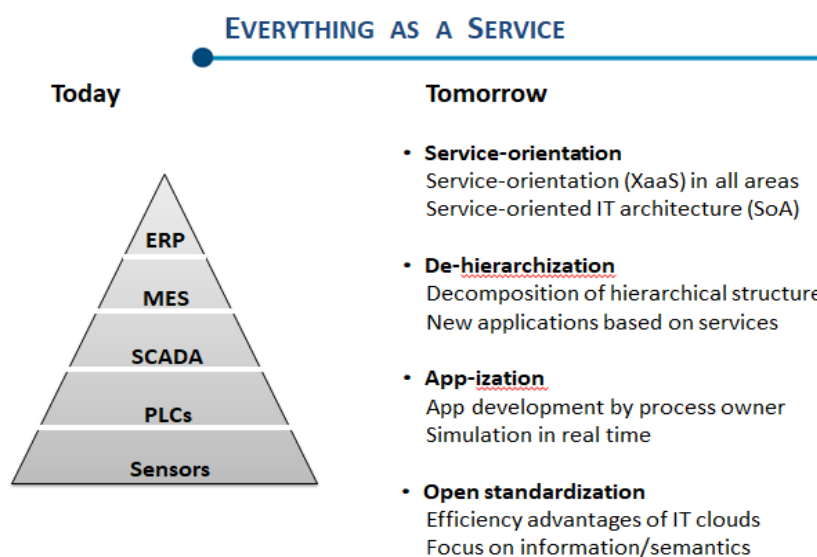 EVERYTHING AS A SERVICE
Today
ERP
MES
SCADA
PLCs
Sensors
Tomorrow
• Service-orientation
Service-orientation (XaaS) in all areas
Service-oriented IT architecture (SoA)
• De-hierarchization
Decomposition of hierarchical structure
New applications based on services
• App-ization
App development by process owner
Simulation in real time
• Open standardization
Efficiency advantages of IT clouds
Focus on information/semantics